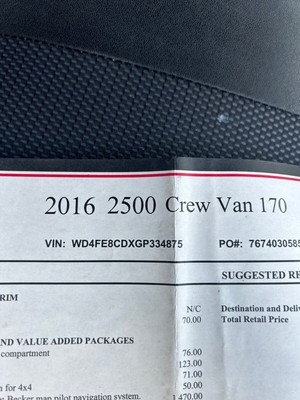 2016 2500 Crew Van 170
VIN: WD4FE8CDXGP334875 PO#: 7674030585
SUGGESTED RE
RIM
N/C Destination and Deliv
70.00 Total Retail Price
ND VALUE ADDED PACKAGES
compartment 76.00
123.00
71.00
n for 4x4 50.00
y Becker map pilot navigation system. 1 470.00